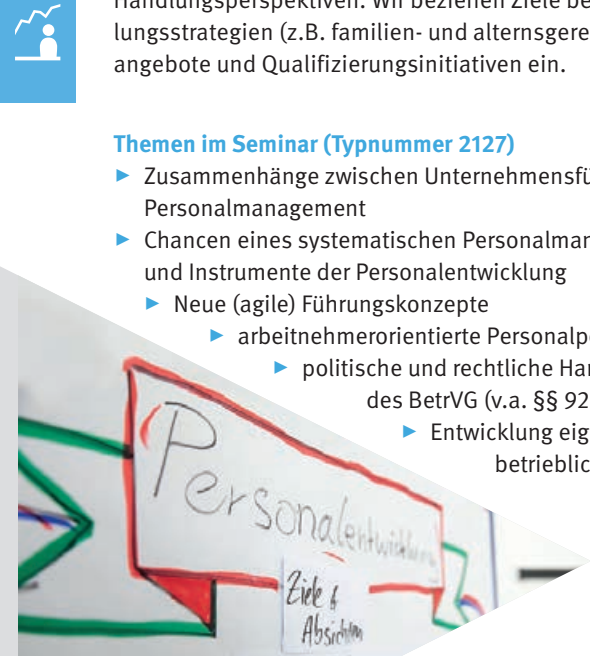 Handlungsperspektiven. Wir beziehen Ziele be
lungsstrategien (z.B. familien- und alternsgere
angebote und Qualifizierungsinitiativen ein.
Themen im Seminar (Typnummer 2127)
► Zusammenhänge zwischen Unternehmensfü
Personalmanagement
► Chancen eines systematischen Personalman
und Instrumente der Personalentwicklung
► Neue (agile) Führungskonzepte
► arbeitnehmerorientierte Personalpo
► politische und rechtliche Han
des BetrVG (v.a. §§ 92
► Entwicklung eig
betrieblic
Personalentwicklung
Ziele &
Absichten